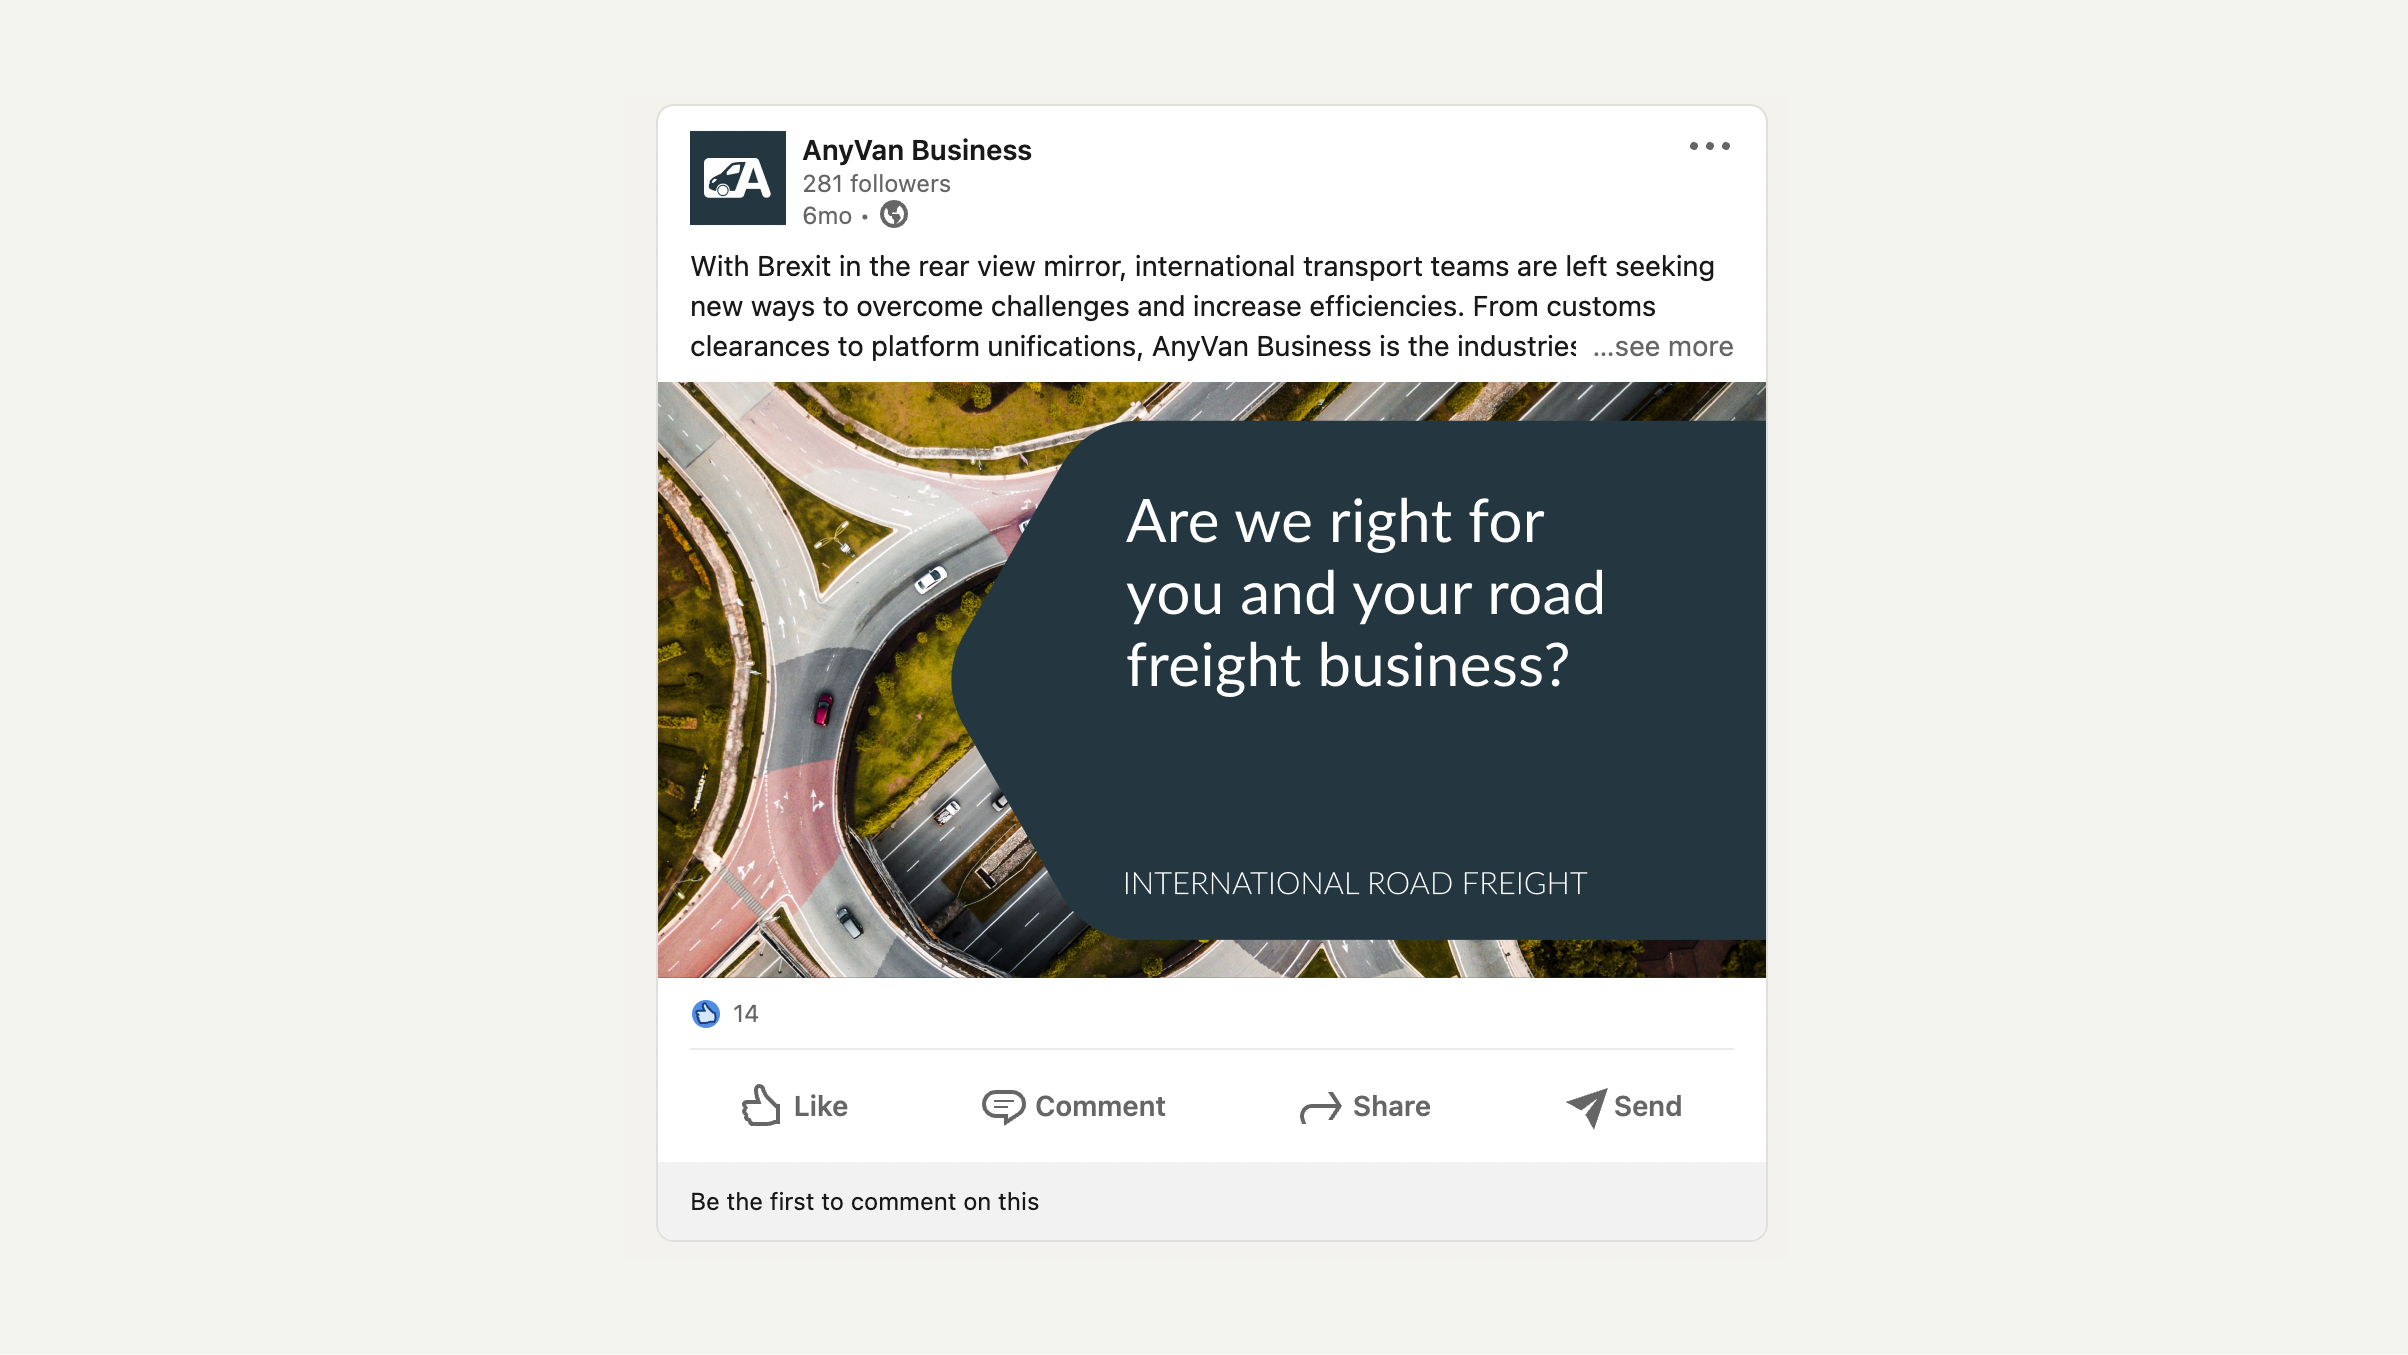 AnyVan Business
281 followers
6mo •
With Brexit in the rear view mirror, international transport teams are left seeking
new ways to overcome challenges and increase efficiencies. From customs
clearances to platform unifications, AnyVan Business is the industries ...see more
Are we right for
you and your road
freight business?
INTERNATIONAL ROAD FREIGHT
14
Like Comment Share Send
Be the first to comment on this